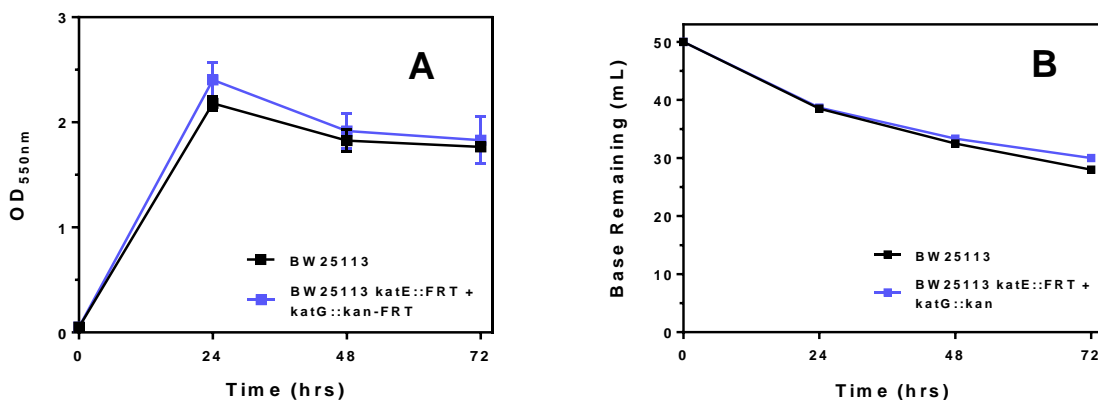 A
3
2
1
0
OD550nm
0 24 48 72
Time (hrs)
BW25113
BW25113 katE::FRT +
katG::kan-FRT
B
50
40
30
20
10
0
Base Remaining (mL)
0 24 48 72
Time (hrs)
BW25113
BW25113 katE::FRT +
katG::kan